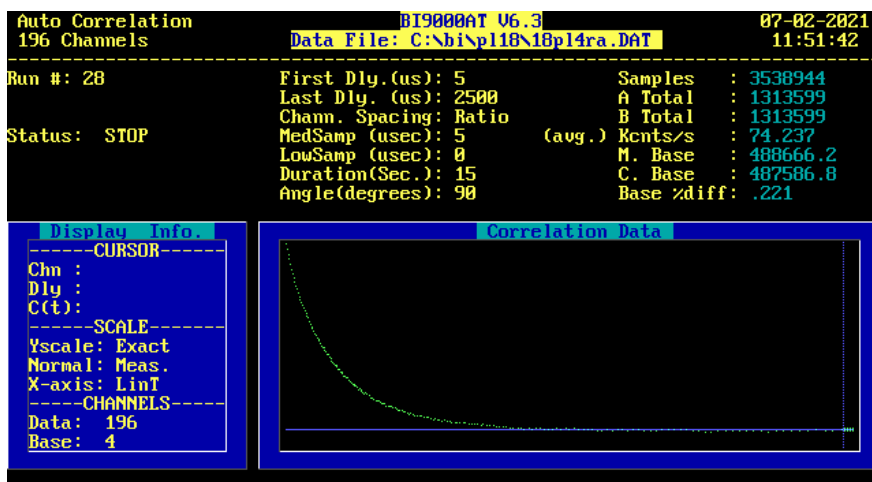 Auto Correlation BI9000AT V6.3 07-02-2021
196 Channels Data File: C:\bi\pl18\18pl4ra.DAT 11:51:42
Run #: 28 First Dly.(us): 5 Samples : 3538944
Last Dly. (us): 2500 A Total : 1313599
Chann. Spacing: Ratio B Total : 1313599
Status: STOP MedSamp (usec): 5 (avg.) Kcnts/s : 74.237
LowSamp (usec): 0 M. Base : 488666.2
Duration(Sec.): 15 C. Base : 487586.8
Angle(degrees): 90 Base %diff: .221
Display Info. Correlation Data
------CURSOR------
Chn :
Dly :
C(t):
------SCALE-------
Yscale: Exact
Normal: Meas.
X-axis: LinT
-----CHANNELS-----
Data: 196
Base: 4